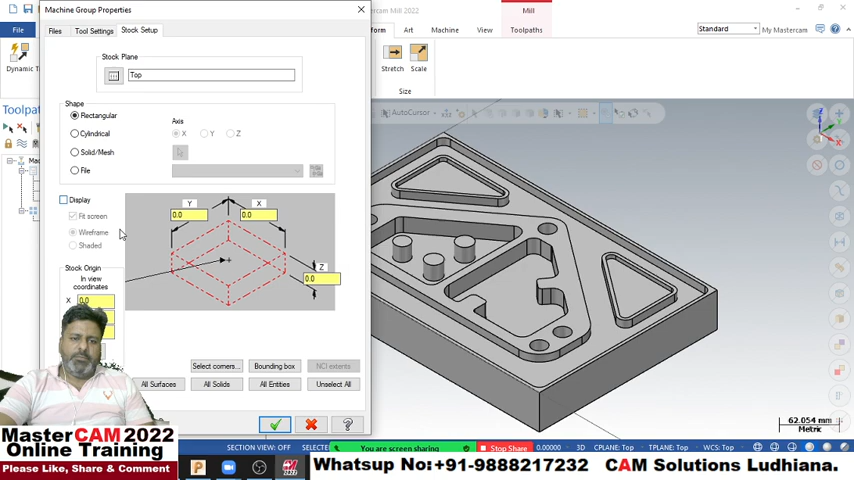 Machine Group Properties
Mill 2022
Mill
File
form
Art
Machine
View
Toolpaths
Standard
My Mastercam
Files
Tool Settings
Stock Setup
Dynamic T
Stretch
Scale
Size
Stock Plane
Top
Toolpat
AutoCursor
Shape
Rectangular
Cylindrical
Solid/Mesh
File
Axis
X
Y
Z
Display
Fit screen
Wireframe
Shaded
Y
X
0.0
0.0
Z
0.0
Stock Origin
In view
coordinates
X
0.0
Select corners...
Bounding box
NCI extents
All Surfaces
All Solids
All Entities
Unselect All
62.054 mm
Metric
SECTION VIEW: OFF
SELECTE
You are screen sharing
Stop Share
0.00000
3D
CPLANE: Top
TPLANE: Top
WCS: Top
MasterCAM 2022
Online Training
Please Like, Share & Comment
Whatsup No:+91-9888217232
CAM Solutions Ludhiana.